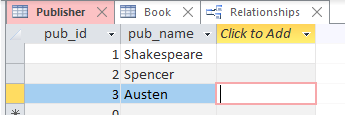 Publisher Book Relationships
pub_id pub_name Click to Add
1 Shakespeare
2 Spencer
3 Austen
0